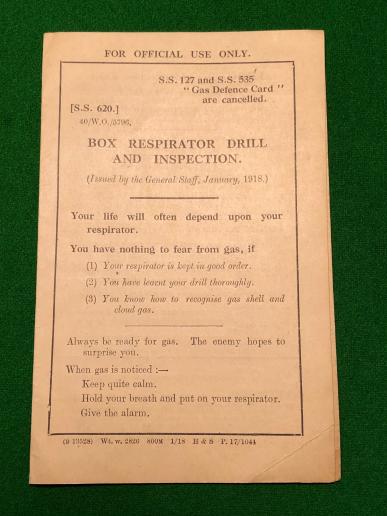 FOR OFFICIAL USE ONLY.
S.S. 127 and S.S. 535
"Gas Defence Card"
are cancelled.
[S.S. 620.]
40/W.O./5796.
BOX RESPIRATOR DRILL
AND INSPECTION.
(Issued by the General Staff, January, 1918.)
Your life will often depend upon your
respirator.
You have nothing to fear from gas, if
(1) Your respirator is kept in good order.
(2) You have learnt your drill thoroughly.
(3) You know how to recognise gas shell and
cloud gas.
Always be ready for gas. The enemy hopes to
surprise you.
When gas is noticed :—
Keep quite calm.
Hold your breath and put on your respirator.
Give the alarm.
(B 13528) Wt. w. 2820 800M 1/18 H & S P. 17/1044